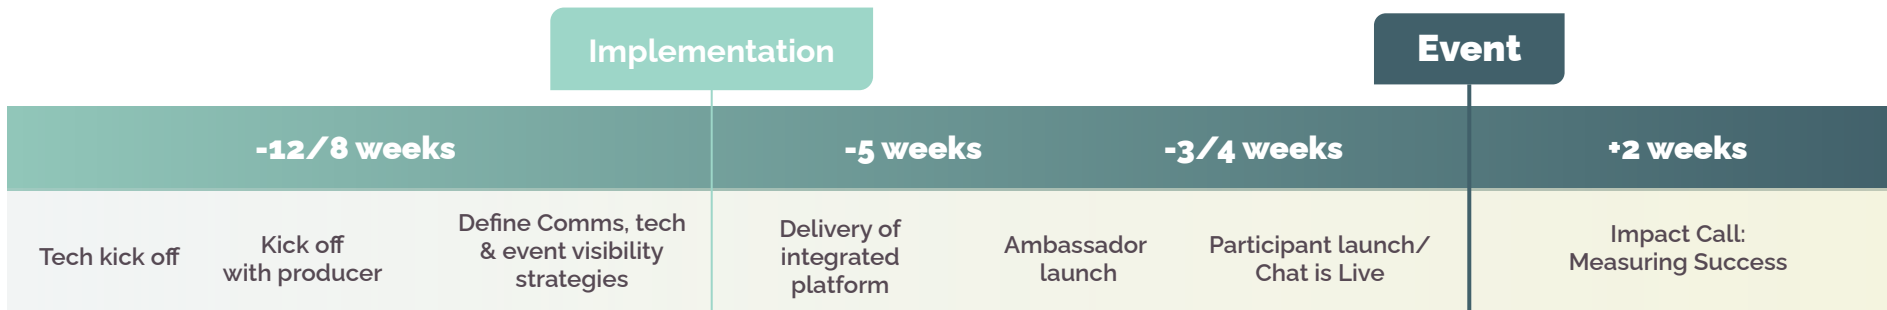 Implementation
Event
-12/8 weeks
-5 weeks
-3/4 weeks
+2 weeks
Tech kick off
Kick off
with producer
Define Comms, tech
& event visibility
strategies
Delivery of
integrated
platform
Ambassador
launch
Participant launch/
Chat is Live
Impact Call:
Measuring Success